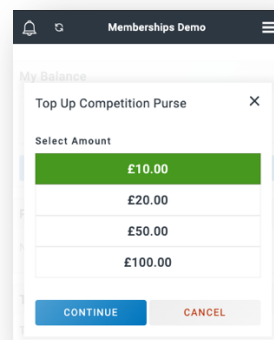 Memberships Demo
My Balance
Top Up Competition Purse
Select Amount
£10.00
£20.00
£50.00
£100.00
CONTINUE
CANCEL